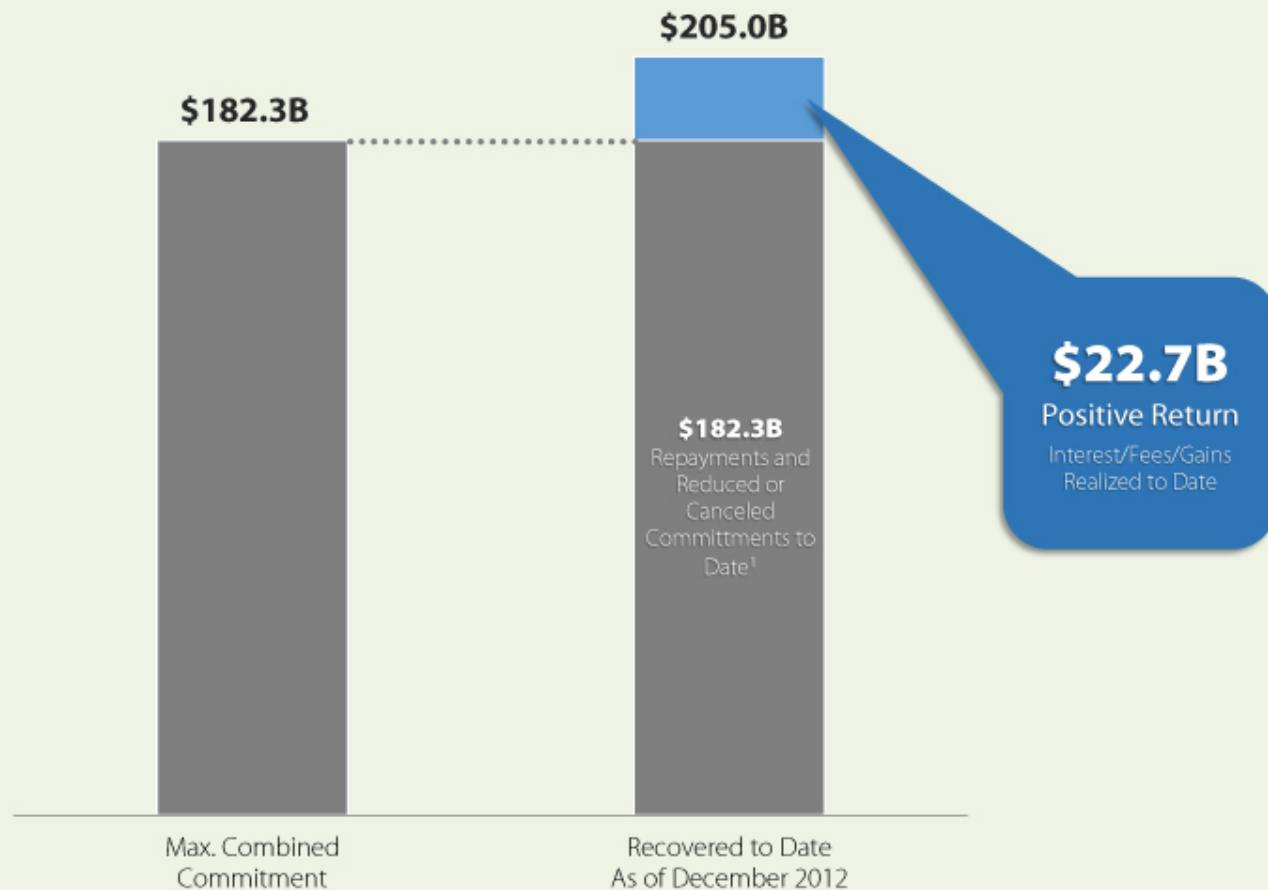 $205.0B
$182.3B
$182.3B
Repayments and
Reduced or
Canceled
Committments to
Date¹
$22.7B
Positive Return
Interest/Fees/Gains
Realized to Date
Max. Combined
Commitment
Recovered to Date
As of December 2012